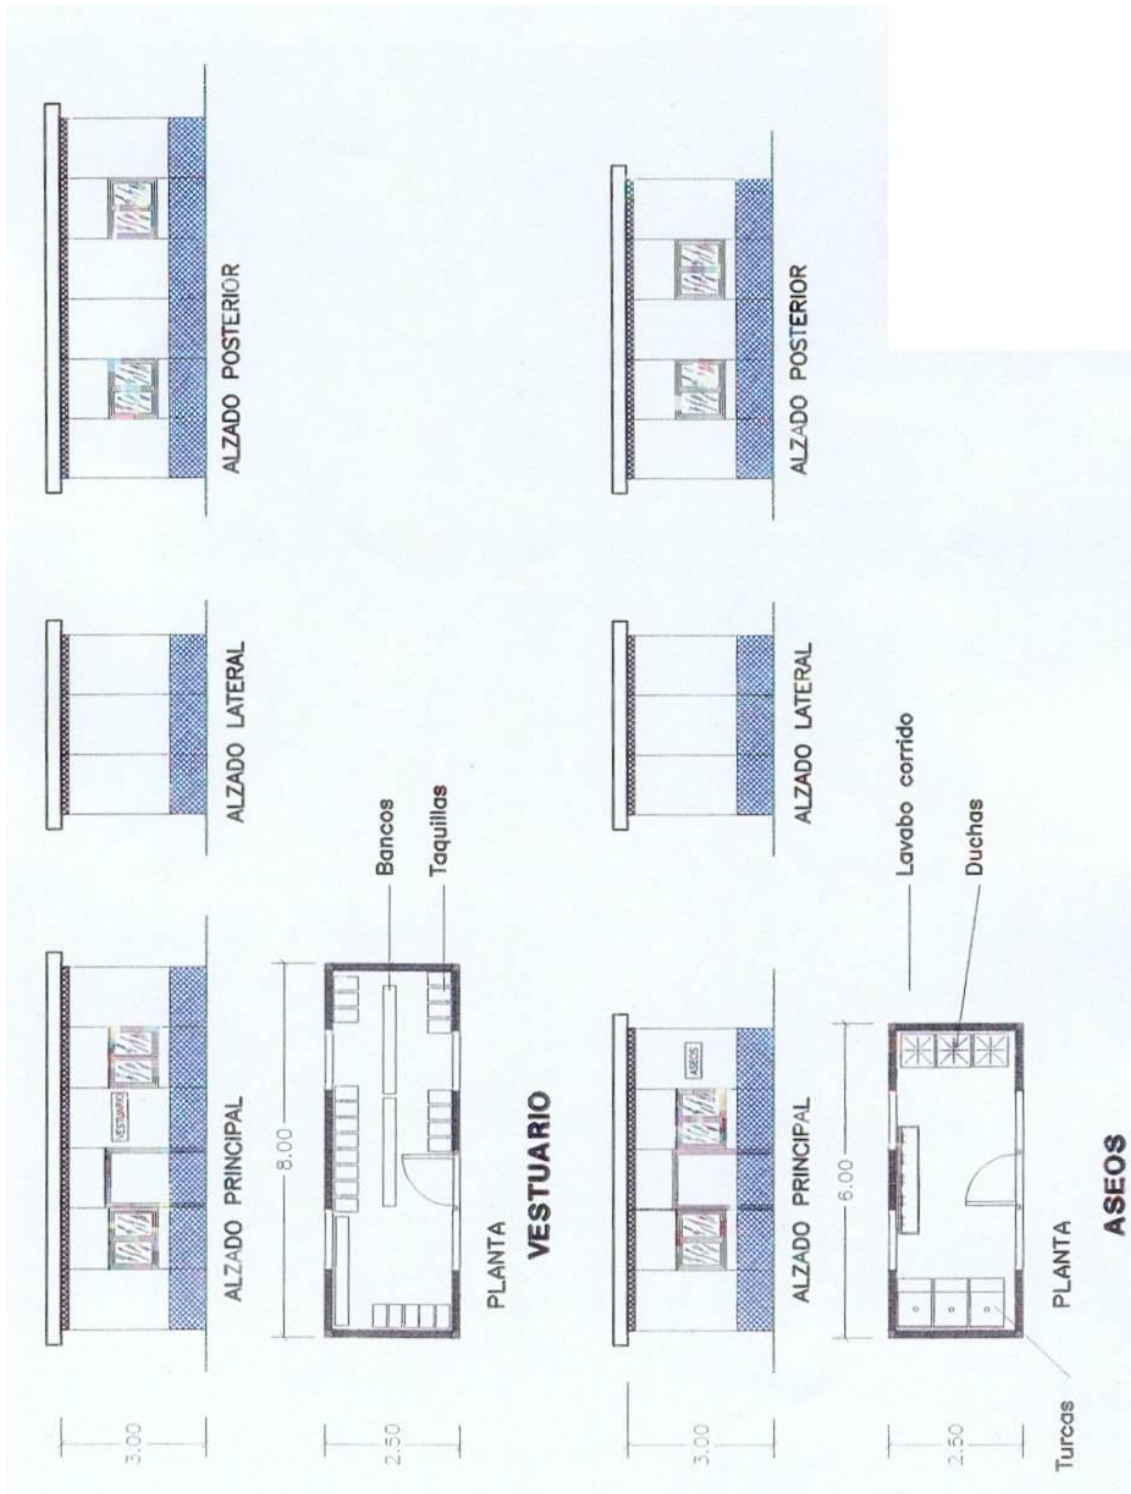 3.00
ALZADO PRINCIPAL
VESTUARIO
ALZADO LATERAL
ALZADO POSTERIOR
2.50
8.00
Bancos
Taquillas
PLANTA
VESTUARIO
3.00
ALZADO PRINCIPAL
ASEOS
ALZADO LATERAL
ALZADO POSTERIOR
2.50
6.00
Lavabo corrido
Duchas
Turcas
PLANTA
ASEOS